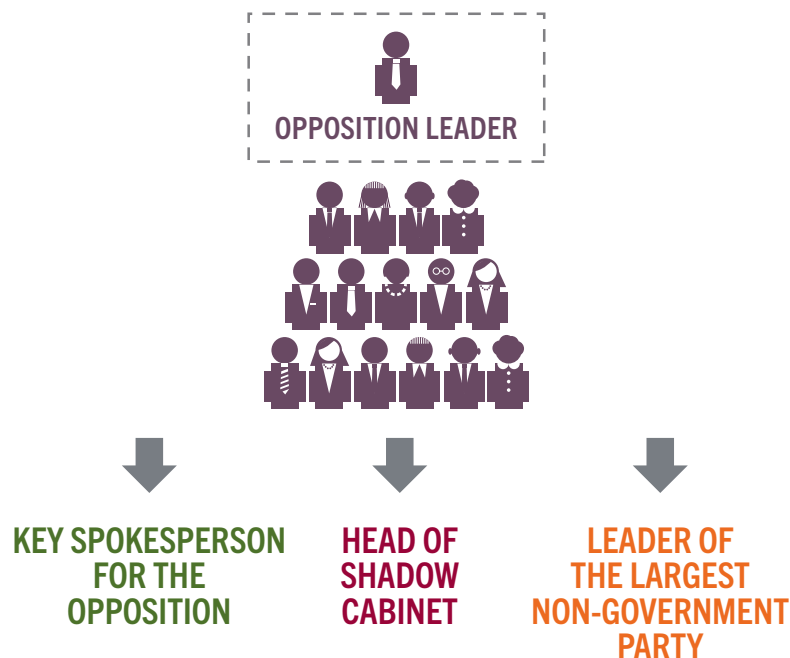 OPPOSITION LEADER
KEY SPOKESPERSON
FOR THE
OPPOSITION
HEAD OF
SHADOW
CABINET
LEADER OF
THE LARGEST
NON-GOVERNMENT
PARTY